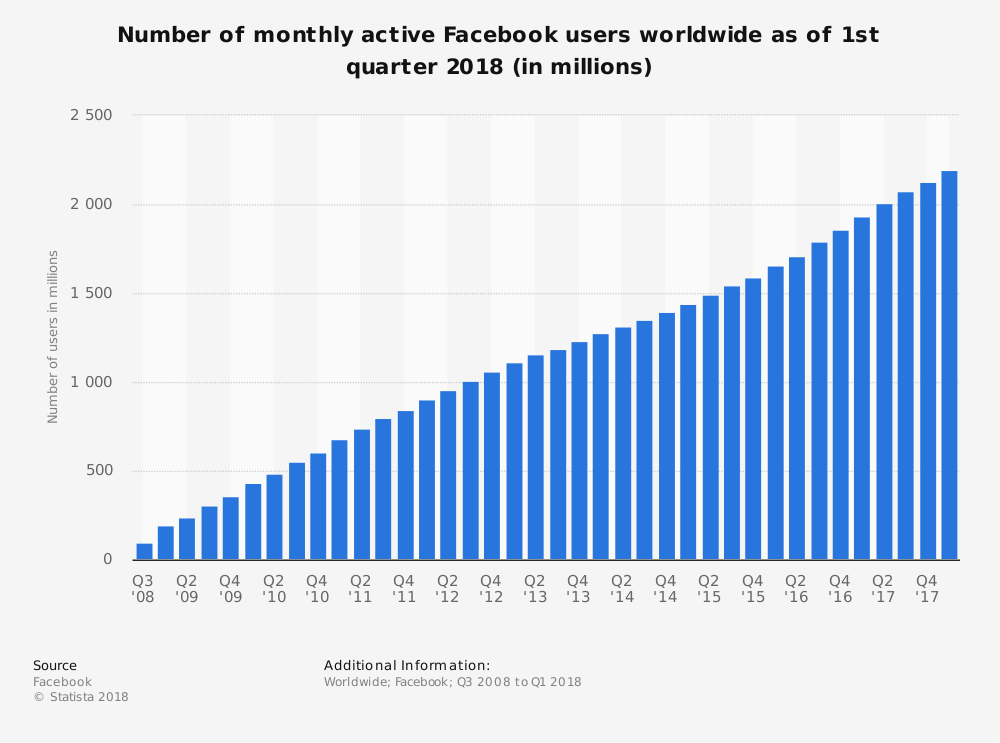 Number of monthly active Facebook users worldwide as of 1st
quarter 2018 (in millions)
Number of users in millions
2 500
2 000
1 500
1 000
500
0
Q3 Q2 Q4 Q2 Q4 Q2 Q4 Q2 Q4 Q2 Q4 Q2 Q4 Q2 Q4 Q2 Q4 Q2 Q4
'08 '09 '09 '10 '10 '11 '11 '12 '12 '13 '13 '14 '14 '15 '15 '16 '16 '17 '17
Source
Facebook
© Statista 2018
Additional Information:
Worldwide; Facebook; Q3 2008 to Q1 2018